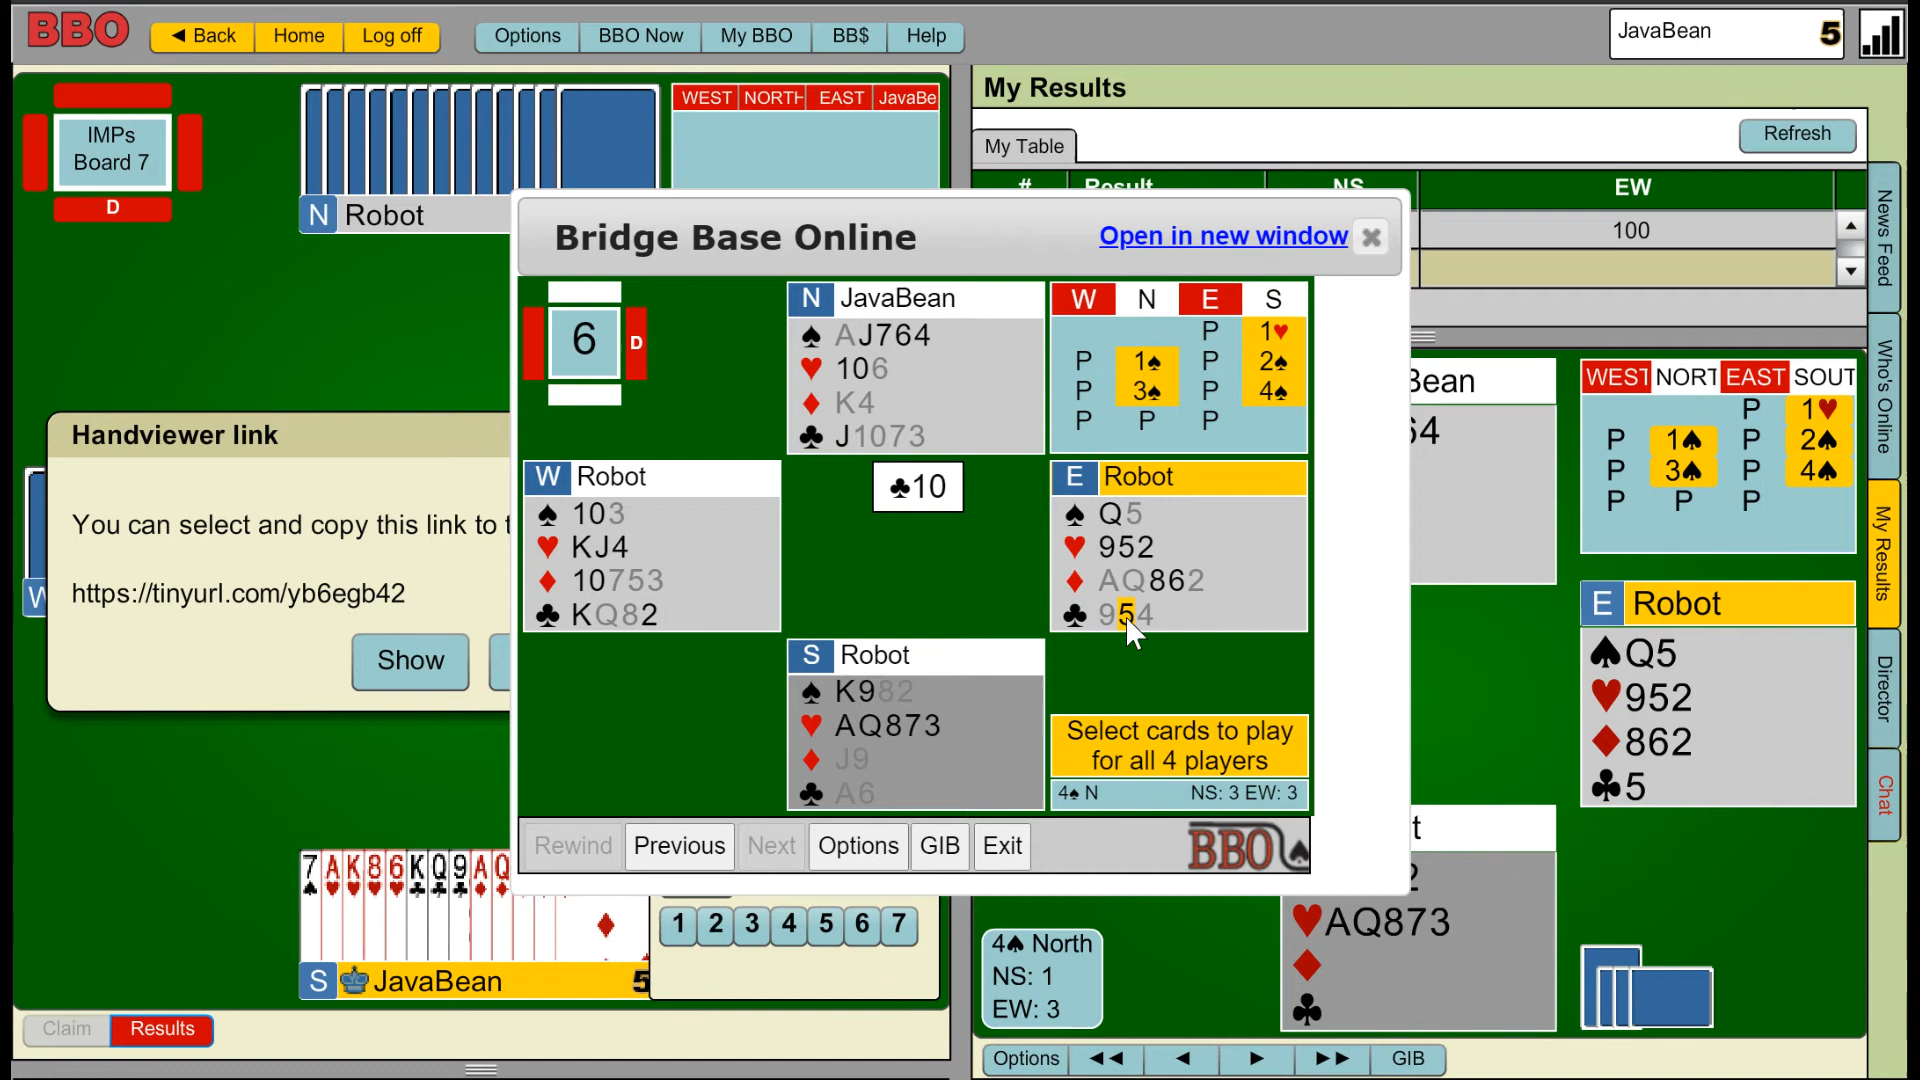 BBO
◄ Back Home Log off Options BBO Now My BBO BB$ Help
JavaBean 5
IMPs
Board 7
D
N Robot
WEST NORTH EAST JavaBe
My Results
My Table
Refresh
# Result NS EW
100
News Feed
Who's Online
My Results
Director
Chat
Handviewer link
You can select and copy this link to t
https://tinyurl.com/yb6egb42
Show
W
Bridge Base Online
Open in new window
6
D
N JavaBean
♠ AJ764
♥ 106
♦ K4
♣ J1073
W N E S
P 1♥
P 1♠ P 2♠
P 3♠ P 4♠
P P P
W Robot
♠ 103
♥ KJ4
♦ 10753
♣ KQ82
♣10
E Robot
♠ Q5
♥ 952
♦ AQ862
♣ 954
S Robot
♠ K982
♥ AQ873
♦ J9
♣ A6
Select cards to play
for all 4 players
4♠ N NS: 3 EW: 3
Rewind Previous Next Options GIB Exit
BBO
Bean
64
WEST NORT EAST SOUT
P 1♥
P 1♠ P 2♠
P 3♠ P 4♠
P P P
E Robot
♠Q5
♥952
♦862
♣5
t
2
♥AQ873
♦
♣
4♠ North
NS: 1
EW: 3
7 A K 8 6 K Q 9 A Q
1 2 3 4 5 6 7
S JavaBean 5
Claim Results
Options ◄◄ ◄ ► ►► GIB